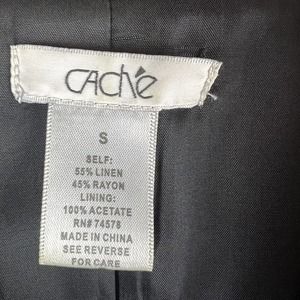 Caché
S
SELF:
55% LINEN
45% RAYON
LINING:
100% ACETATE
RN# 74578
MADE IN CHINA
SEE REVERSE
FOR CARE